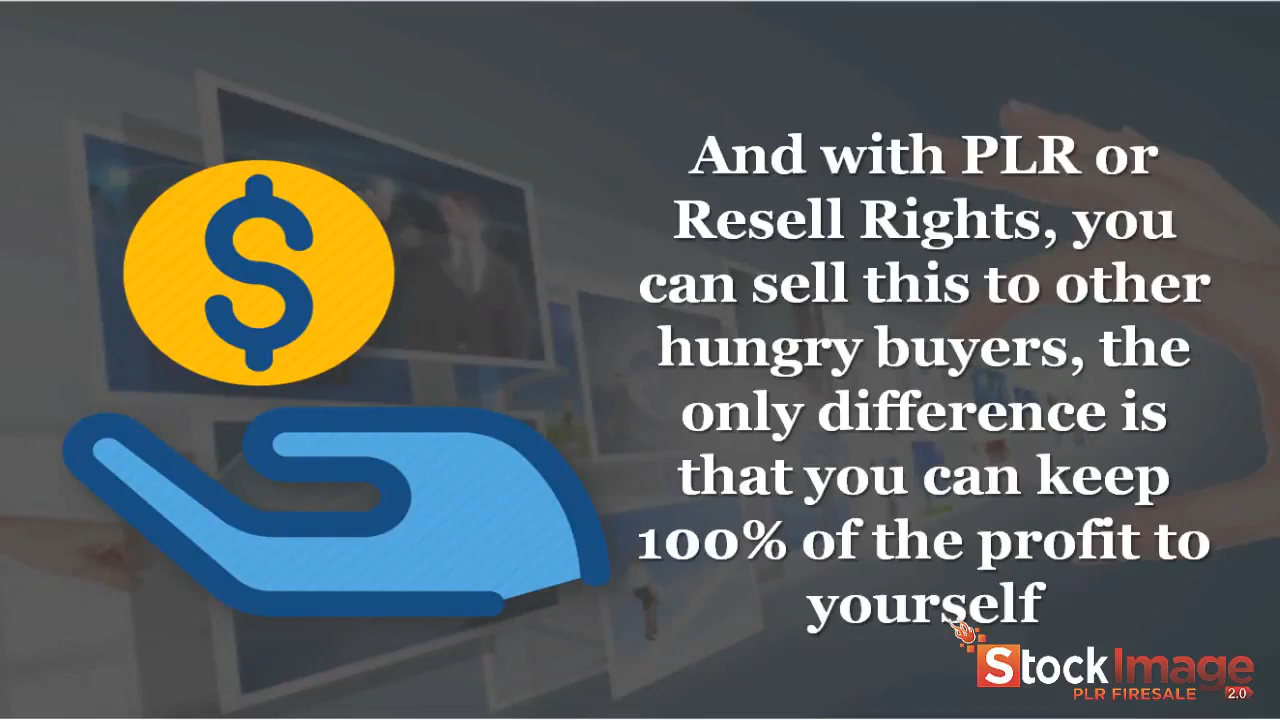 And with PLR or
Resell Rights, you
can sell this to other
hungry buyers, the
only difference is
that you can keep
100% of the profit to
yourself
$
StockImage
PLR FIRESALE 2.0